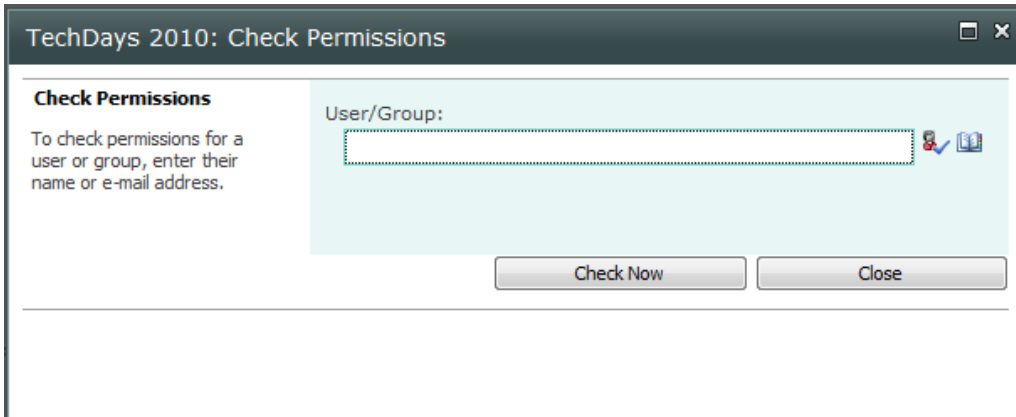 TechDays 2010: Check Permissions
Check Permissions
To check permissions for a
user or group, enter their
name or e-mail address.
User/Group:
Check Now
Close